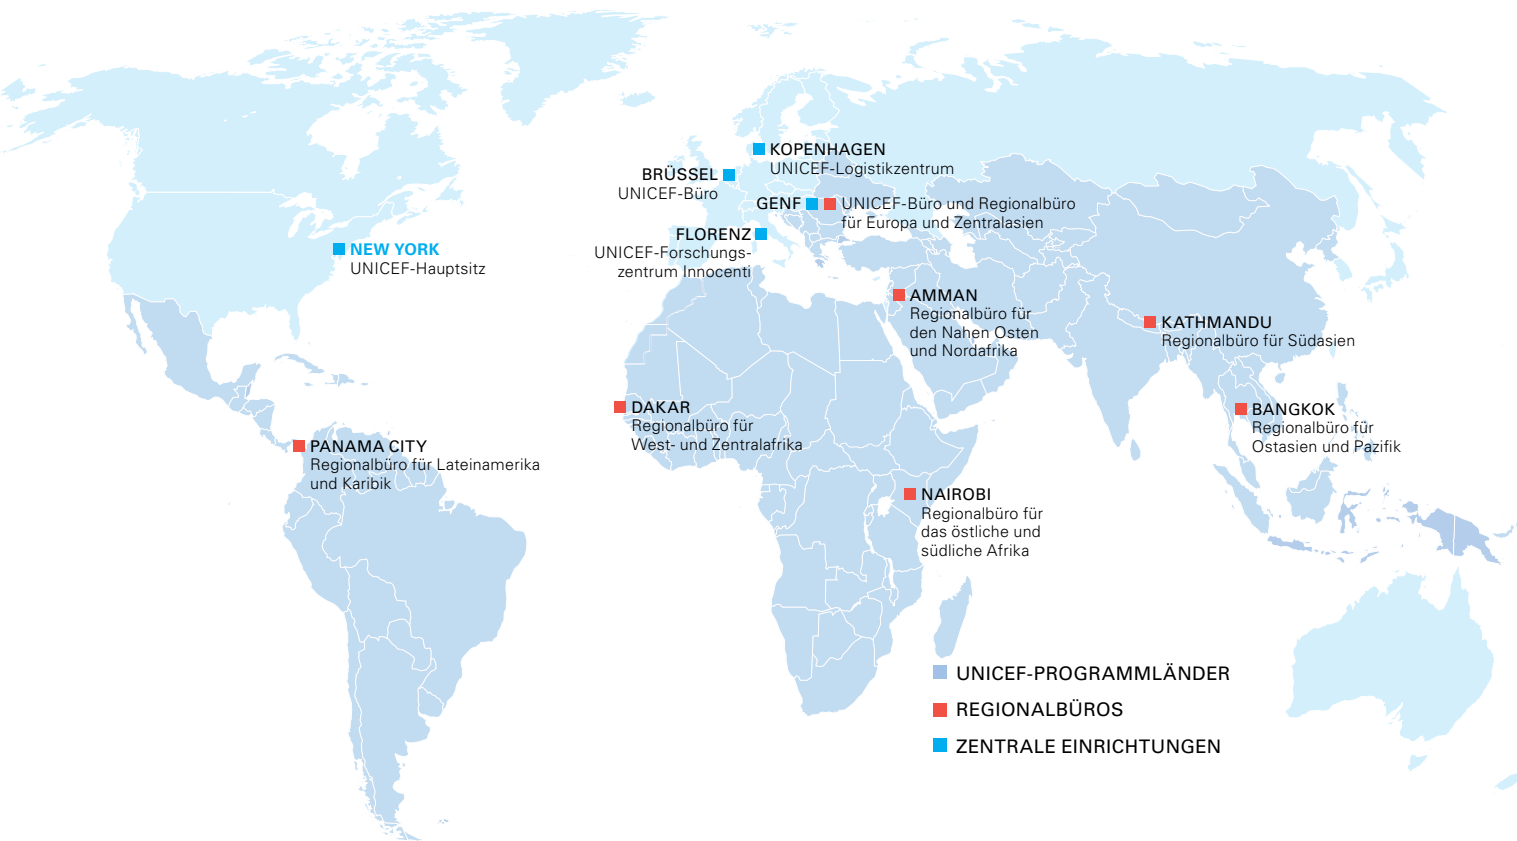 KOPENHAGEN
UNICEF-Logistikzentrum
BRÜSSEL
UNICEF-Büro
GENF
UNICEF-Büro und Regionalbüro
für Europa und Zentralasien
FLORENZ
UNICEF-Forschungs-
zentrum Innocenti
NEW YORK
UNICEF-Hauptsitz
AMMAN
Regionalbüro für
den Nahen Osten
und Nordafrika
KATHMANDU
Regionalbüro für Südasien
DAKAR
Regionalbüro für
West- und Zentralafrika
BANGKOK
Regionalbüro für
Ostasien und Pazifik
PANAMA CITY
Regionalbüro für Lateinamerika
und Karibik
NAIROBI
Regionalbüro für
das östliche und
südliche Afrika
UNICEF-PROGRAMMLÄNDER
REGIONALBÜROS
ZENTRALE EINRICHTUNGEN